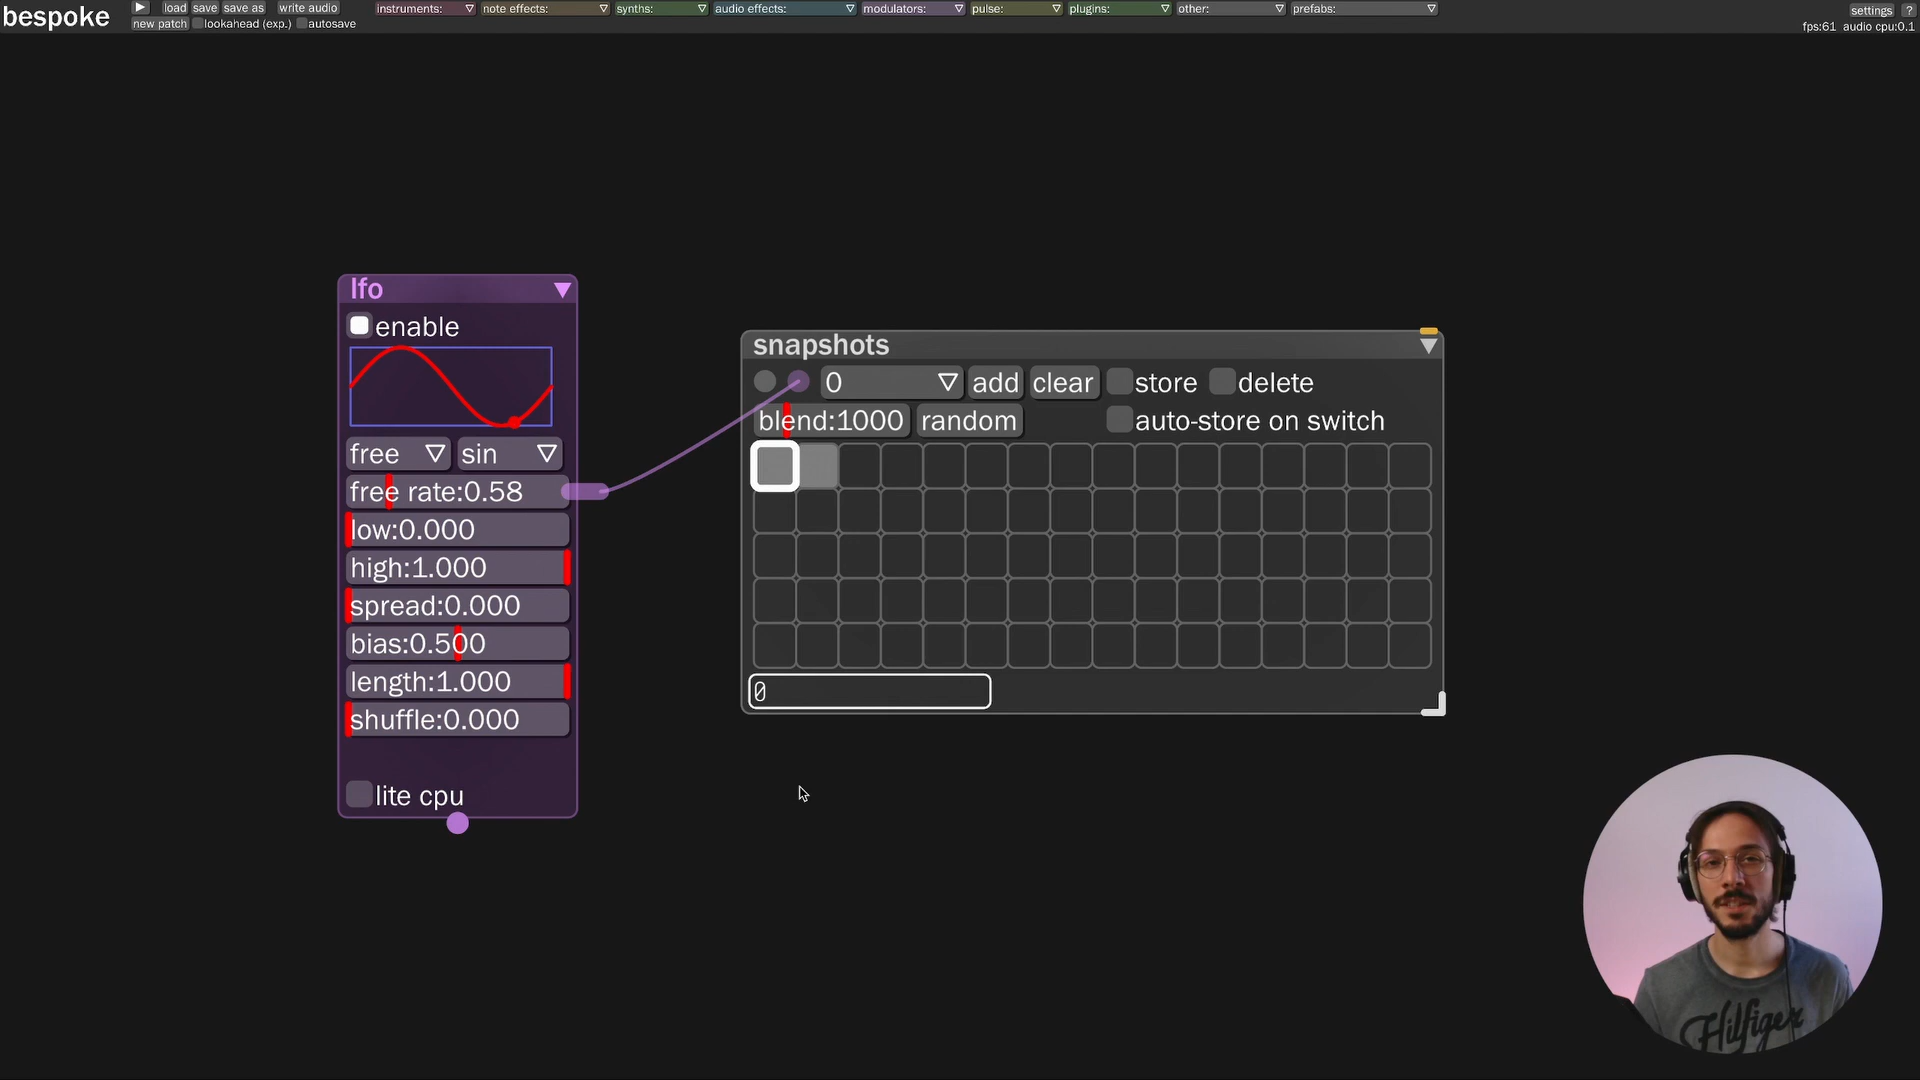 bespoke
load save save as write audio
new patch lookahead (exp.) autosave
instruments: note effects: synths: audio effects: modulators: pulse: plugins: other: prefabs:
settings ?
fps:61 audio cpu:0.1
lfo
enable
free sin
free rate:0.58
low:0.000
high:1.000
spread:0.000
bias:0.500
length:1.000
shuffle:0.000
lite cpu
snapshots
0 add clear store delete
blend:1000 random auto-store on switch
0
Hilfiger